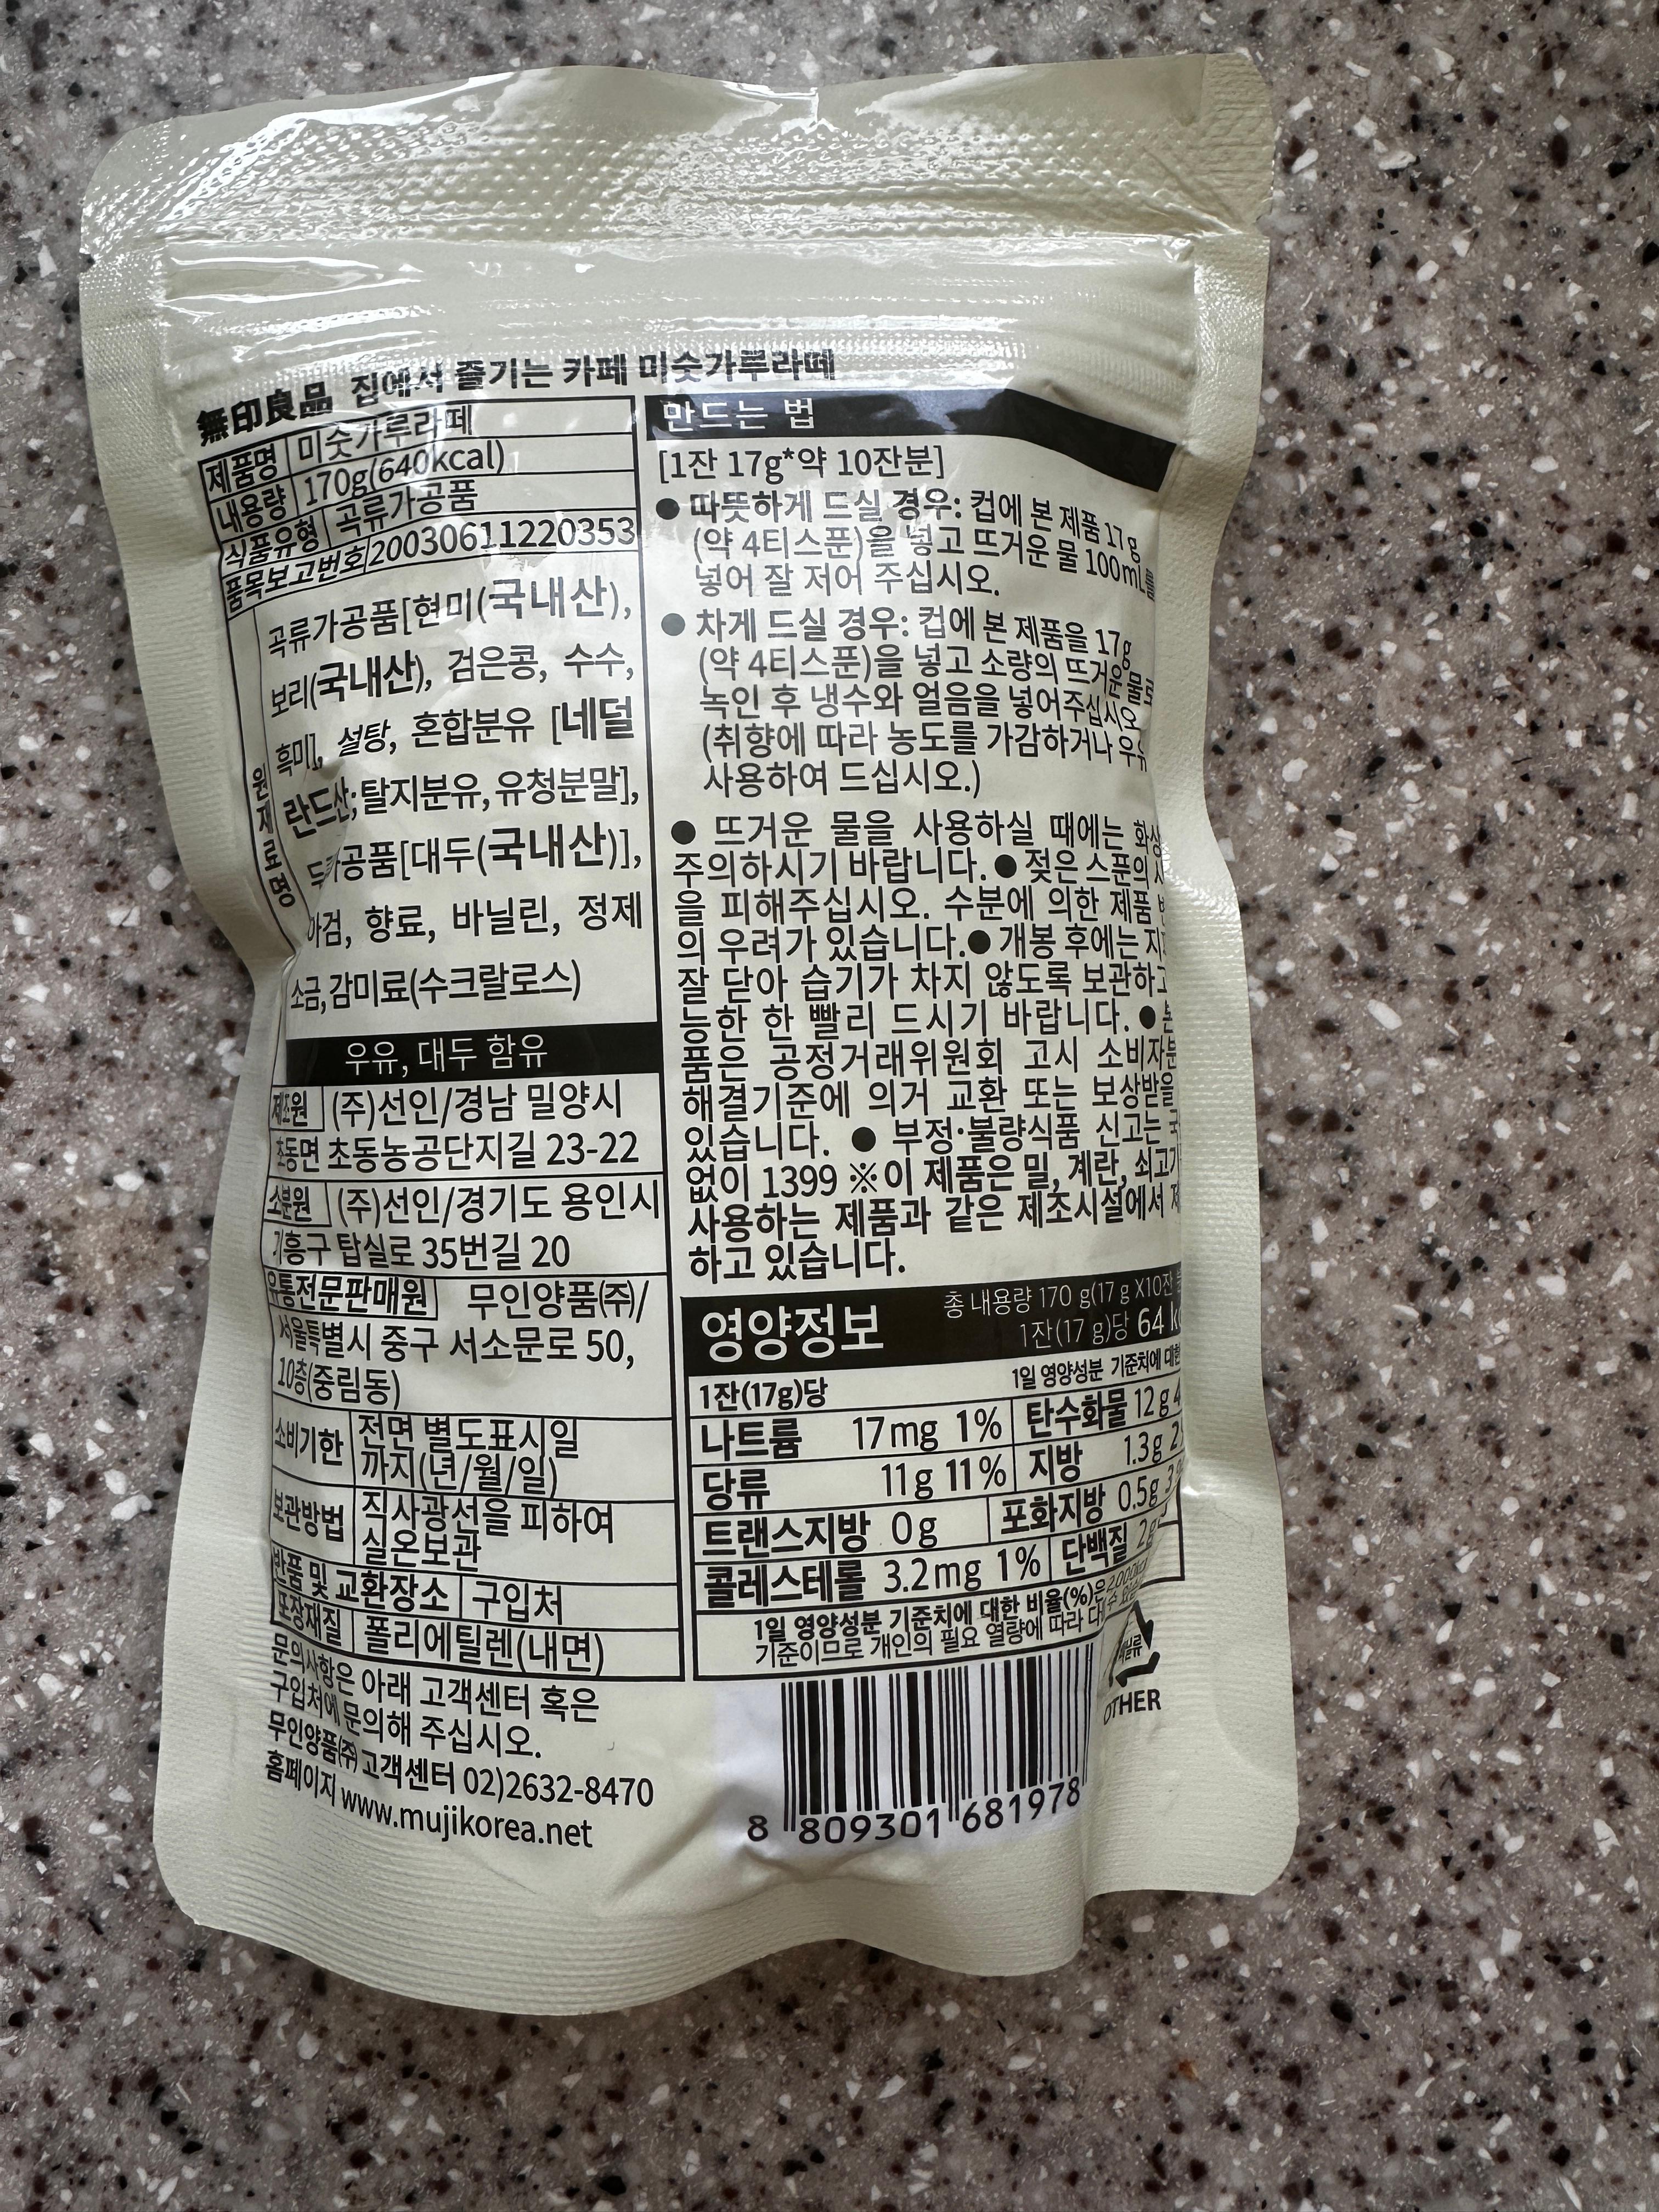 無印良品 집에서 즐기는 카페 미숫가루라떼
제품명 미숫가루라떼
내용량 170g(640kcal)
식품유형 곡류가공품
품목보고번호 20030611220353
원재료명
곡류가공품[현미(국내산),
보리(국내산), 검은콩, 수수,
흑미], 설탕, 혼합분유 [네덜
란드산;탈지분유, 유청분말],
공품[대두(국내산)],
향료, 바닐린, 정제
소금, 감미료(수크랄로스)
우유, 대두 함유
제조원 (주)선인/경남 밀양시
초동면 초동농공단지길 23-22
소분원 (주)선인/경기도 용인시
기흥구 탑실로 35번길 20
유통전문판매원 무인양품㈜/
서울특별시 중구 서소문로 50,
10층(중림동)
소비기한 전면 별도표시일
까지(년/월/일)
보관방법 직사광선을 피하여
실온보관
반품 및 교환장소 구입처
포장재질 폴리에틸렌(내면)
문의사항은 아래 고객센터 혹은
구입처에 문의해 주십시오.
무인양품㈜ 고객센터 02)2632-8470
홈페이지 www.mujikorea.net
만드는 법
[1잔 17g*약 10잔분]
● 따뜻하게 드실 경우: 컵에 본 제품 17g
(약 4티스푼)을 넣고 뜨거운 물 100mL를
넣어 잘 저어 주십시오.
● 차게 드실 경우: 컵에 본 제품을 17g
(약 4티스푼)을 넣고 소량의 뜨거운 물로
녹인 후 냉수와 얼음을 넣어주십시오
(취향에 따라 농도를 가감하거나 우유
사용하여 드십시오.)
● 뜨거운 물을 사용하실 때에는 화상
주의하시기 바랍니다. ● 젖은 스푼의
을 피해주십시오. 수분에 의한 제품
의 우려가 있습니다. ● 개봉 후에는
잘 닫아 습기가 차지 않도록 보관하고
능한 한 빨리 드시기 바랍니다. ●
품은 공정거래위원회 고시 소비자분
해결기준에 의거 교환 또는 보상받을
있습니다. ● 부정·불량식품 신고는
없이 1399 ※이 제품은 밀, 계란, 쇠고기
사용하는 제품과 같은 제조시설에서
하고 있습니다.
영양정보 총 내용량 170 g(17 g X10잔
1잔(17 g)당 64
1잔(17g)당 1일 영양성분 기준치에 대한
나트륨 17mg 1% 탄수화물 12g
당류 11g 11% 지방 1.3g
트랜스지방 0g 포화지방 0.5g
콜레스테롤 3.2mg 1% 단백질 2g
1일 영양성분 기준치에 대한 비율(%)은 2,000kcal
기준이므로 개인의 필요 열량에 따라 다 수
8 809301 681978
OTHER